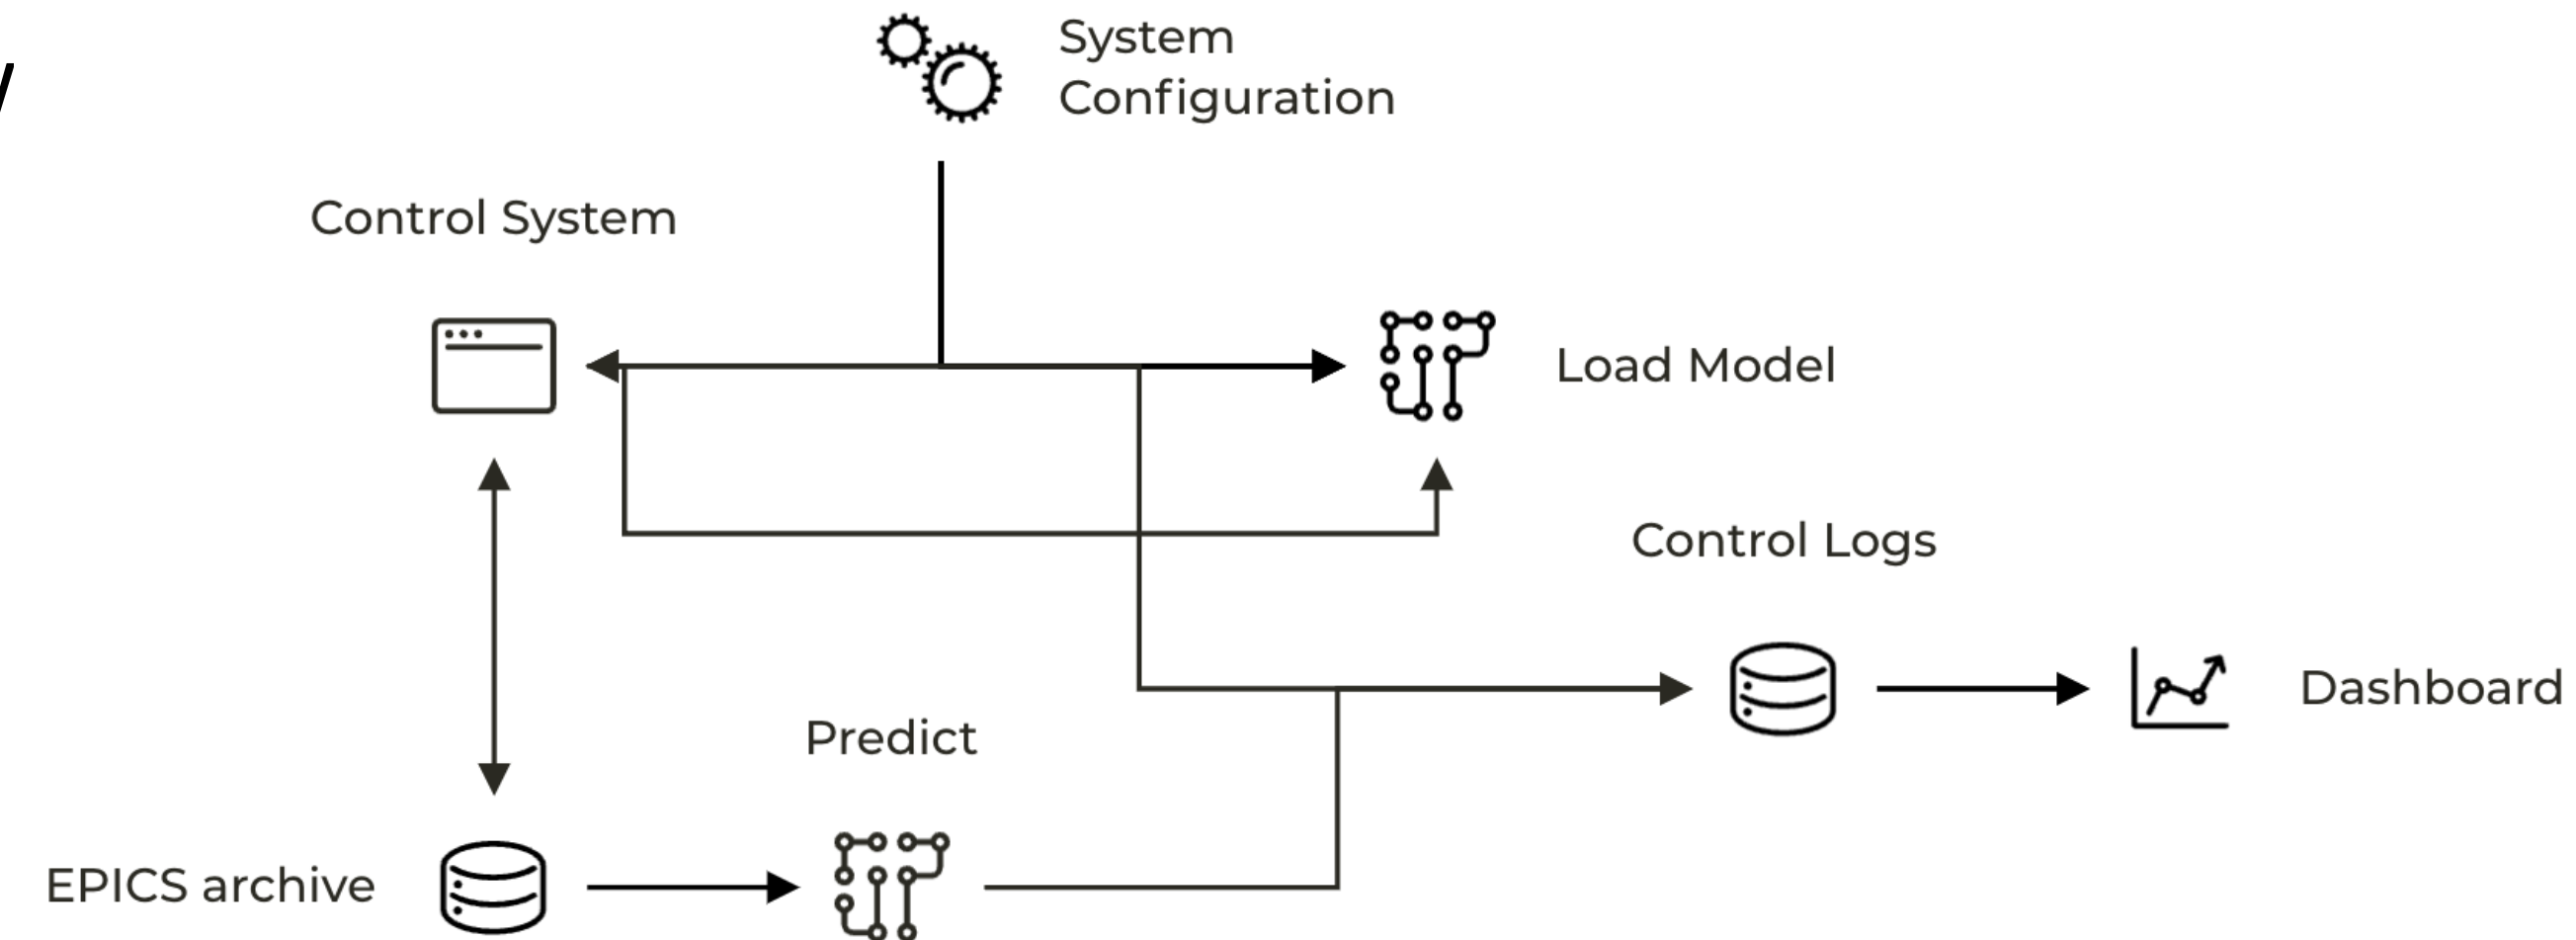 System
Configuration
Control System
Load Model
Control Logs
Dashboard
Predict
EPICS archive